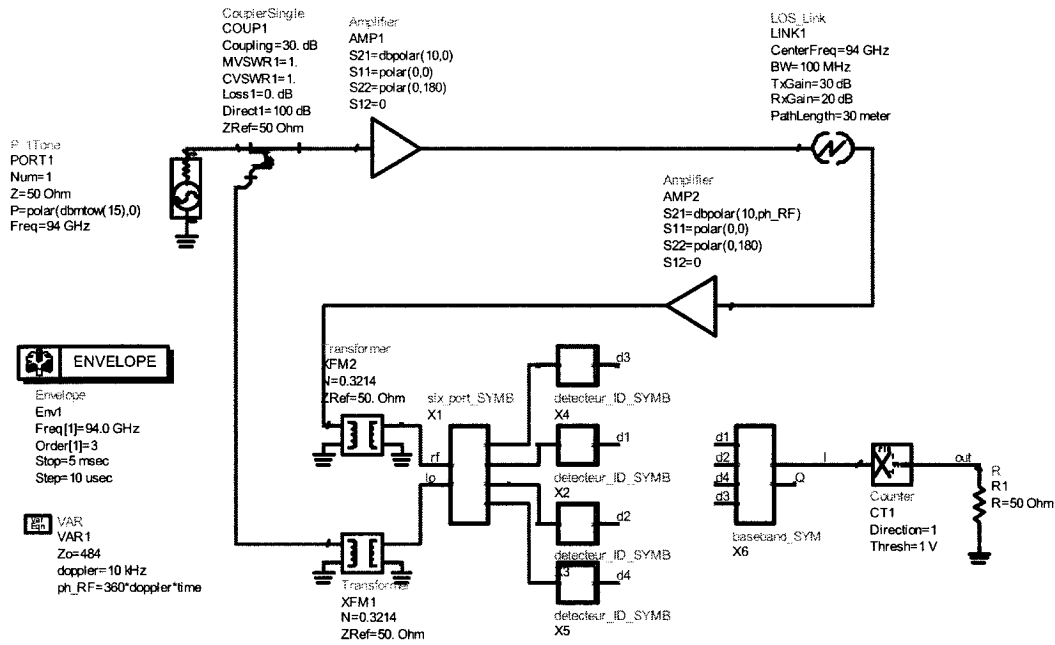 CouplerSingle
COUP1
Coupling=30. dB
MVSWR1=1.
CVSWR1=1.
Loss1=0. dB
Direct1=100 dB
ZRef=50 Ohm
Amplifier
AMP1
S21=dbpolar(10,0)
S11=polar(0,0)
S22=polar(0,180)
S12=0
LOS_Link
LINK1
CenterFreq=94 GHz
BW=100 MHz
TxGain=30 dB
RxGain=20 dB
PathLength=30 meter
P_1Tone
PORT1
Num=1
Z=50 Ohm
P=polar(dbmtow(15),0)
Freq=94 GHz
Amplifier
AMP2
S21=dbpolar(10,ph_RF)
S11=polar(0,0)
S22=polar(0,180)
S12=0
ENVELOPE
Envelope
Env1
Freq[1]=94.0 GHz
Order[1]=3
Stop=5 msec
Step=10 usec
Var
Eqn
VAR
VAR1
Zo=484
doppler=10 kHz
ph_RF=360*doppler*time
Transformer
XFM2
N=0.3214
ZRef=50. Ohm
six_port_SYMB
X1
rf
lo
Transformer
XFM1
N=0.3214
ZRef=50. Ohm
d3
detecteur_ID_SYMB
X4
d1
detecteur_ID_SYMB
X2
d2
detecteur_ID_SYMB
X3
d4
detecteur_ID_SYMB
X5
d1
d2
d4
d3
I
Q
baseband_SYM
X6
Counter
CT1
Direction=1
Thresh=1 V
out
R
R1
R=50 Ohm